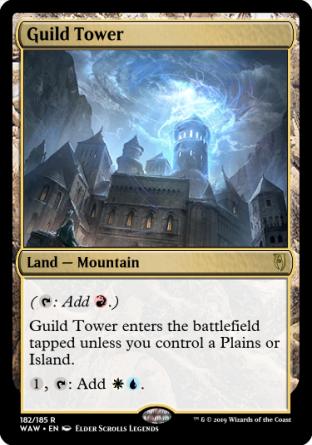 Guild Tower
Land — Mountain
(T: Add R.)
Guild Tower enters the battlefield
tapped unless you control a Plains or
Island.
1, T: Add WU.
182/185 R
WAW • EN ELDER SCROLLS LEGENDS
™ & © 2019 Wizards of the Coast